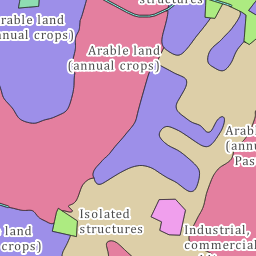 structures
rable land
nnual crops)
Arable land
(annual crops)
Arab
(annu
Pas
Isolated
structures
land
crops)
Industrial,
commercial